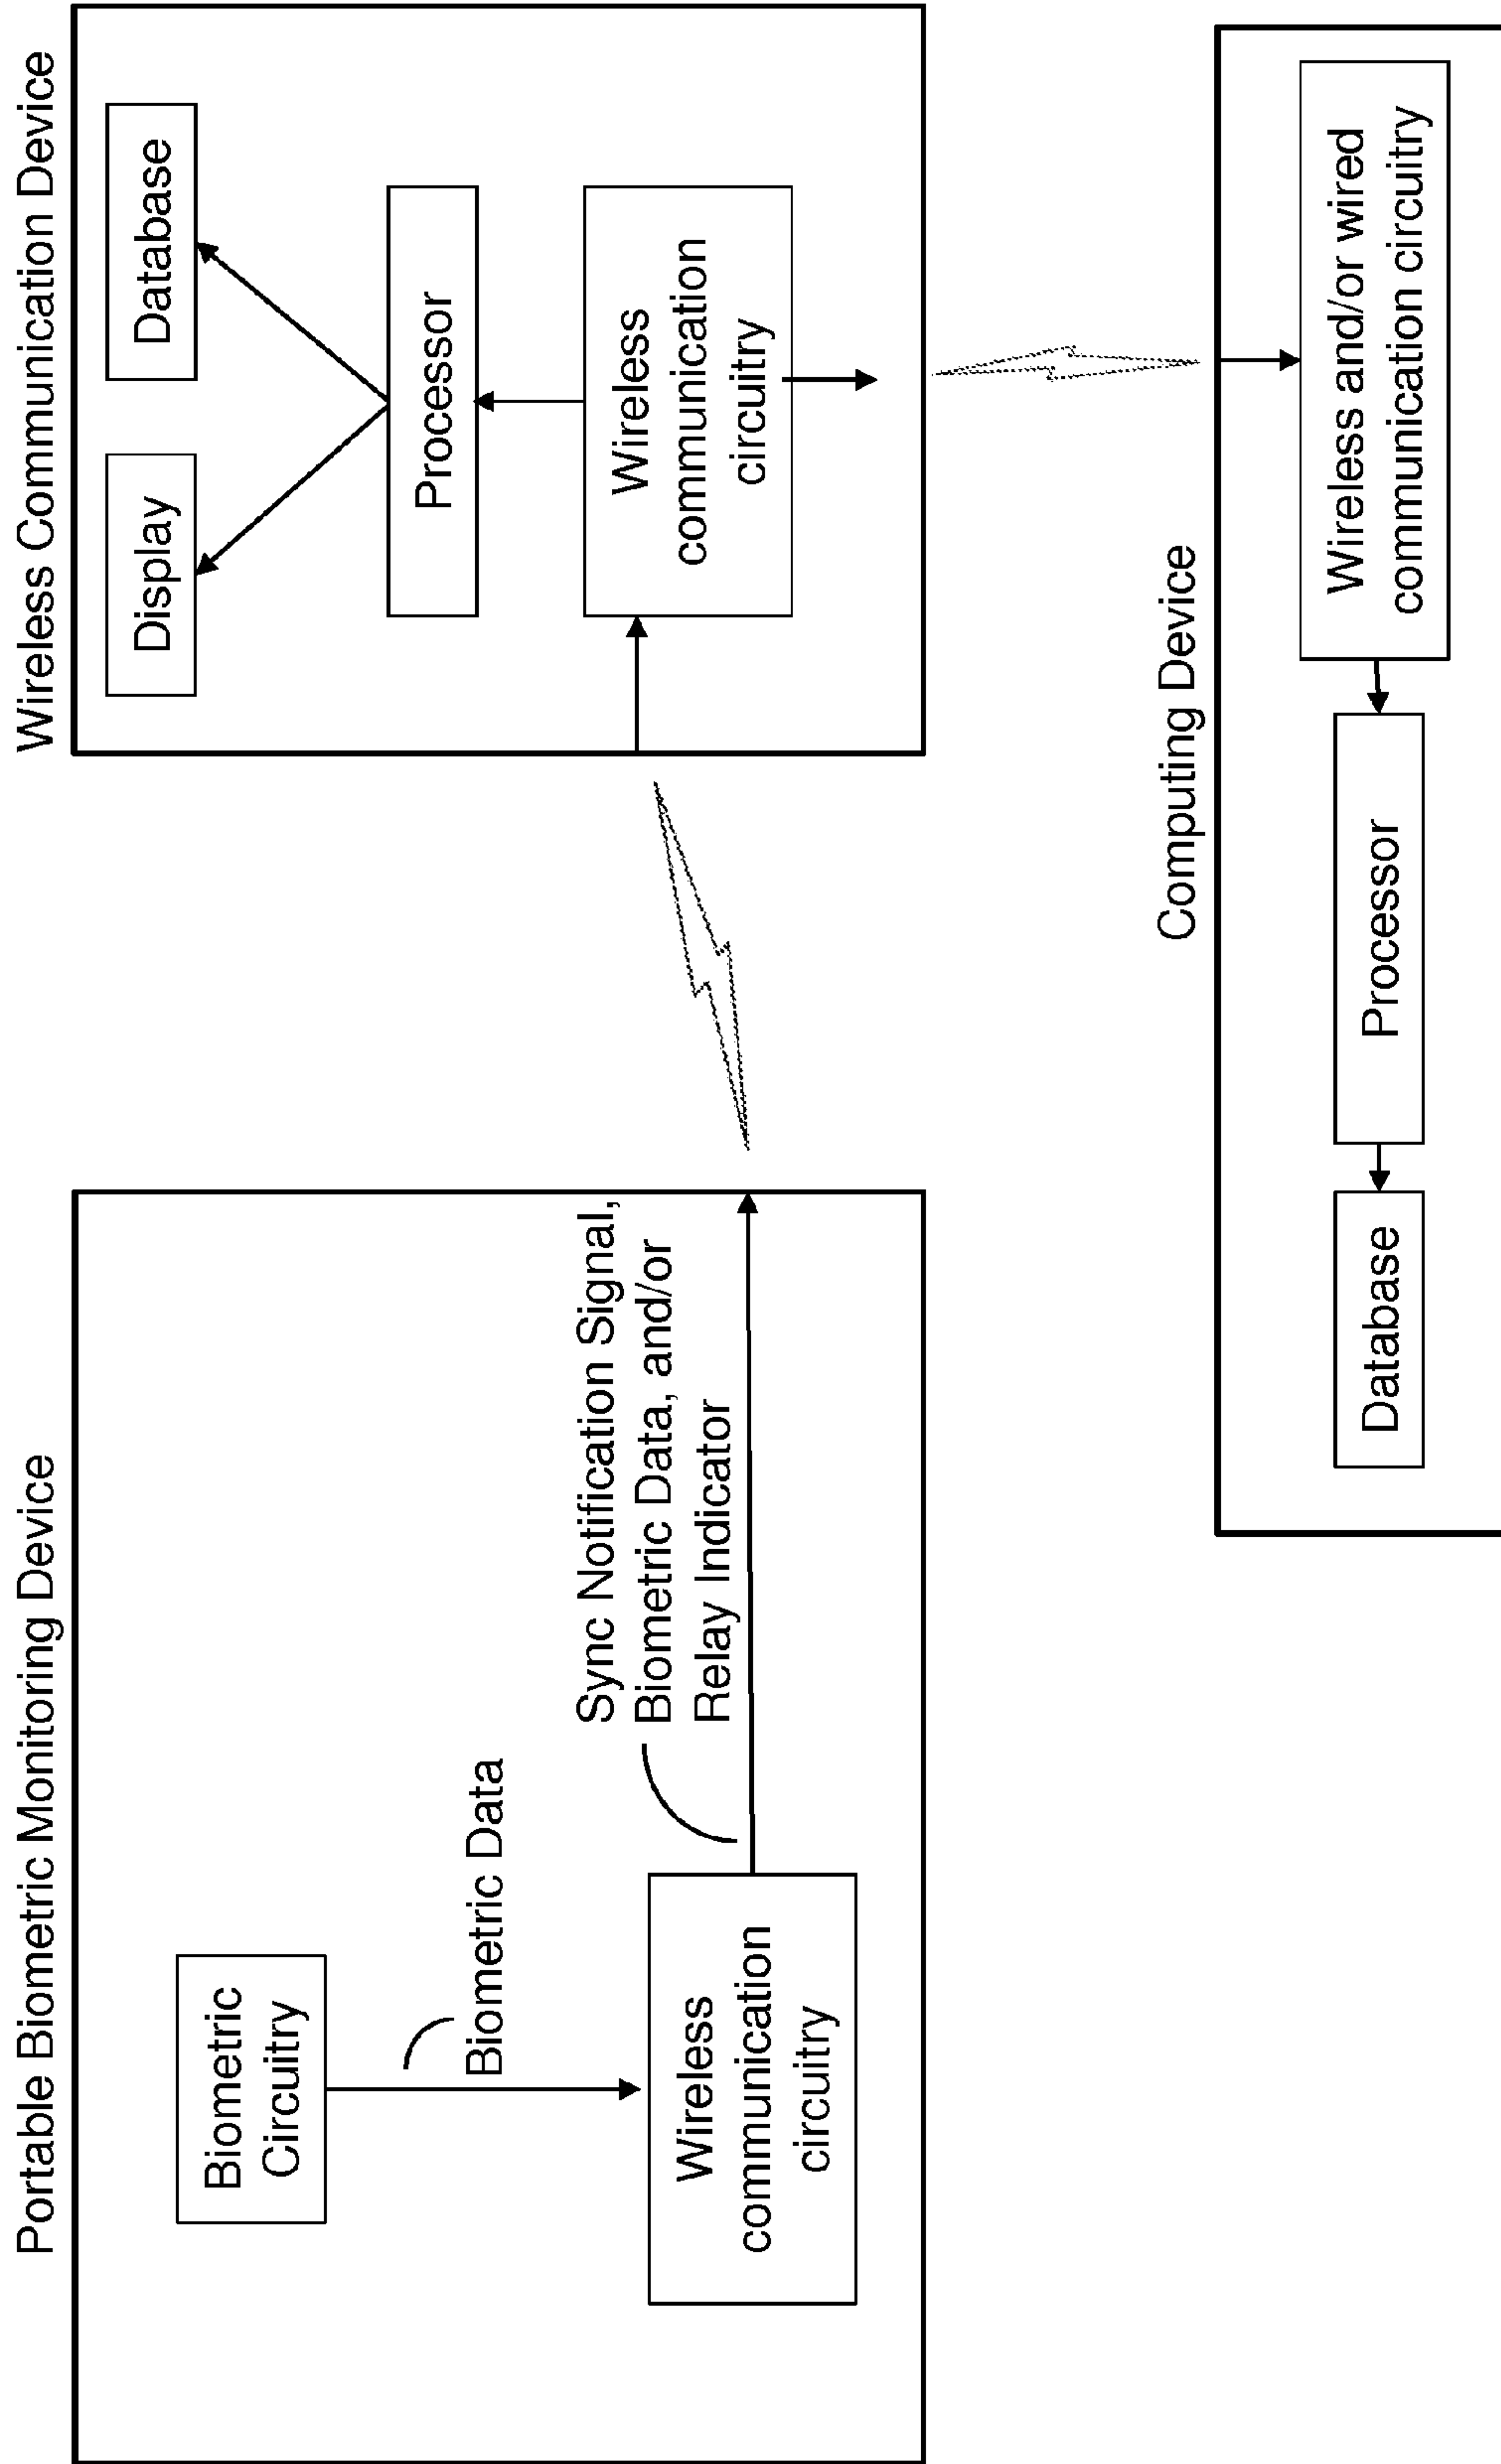 Portable Biometric Monitoring Device
Biometric
Circuitry
Biometric Data
Wireless
communication
circuitry
Sync Notification Signal,
Biometric Data, and/or
Relay Indicator
Wireless Communication Device
Display
Database
Processor
Wireless
communication
circuitry
Computing Device
Database
Processor
Wireless and/or wired
communication circuitry